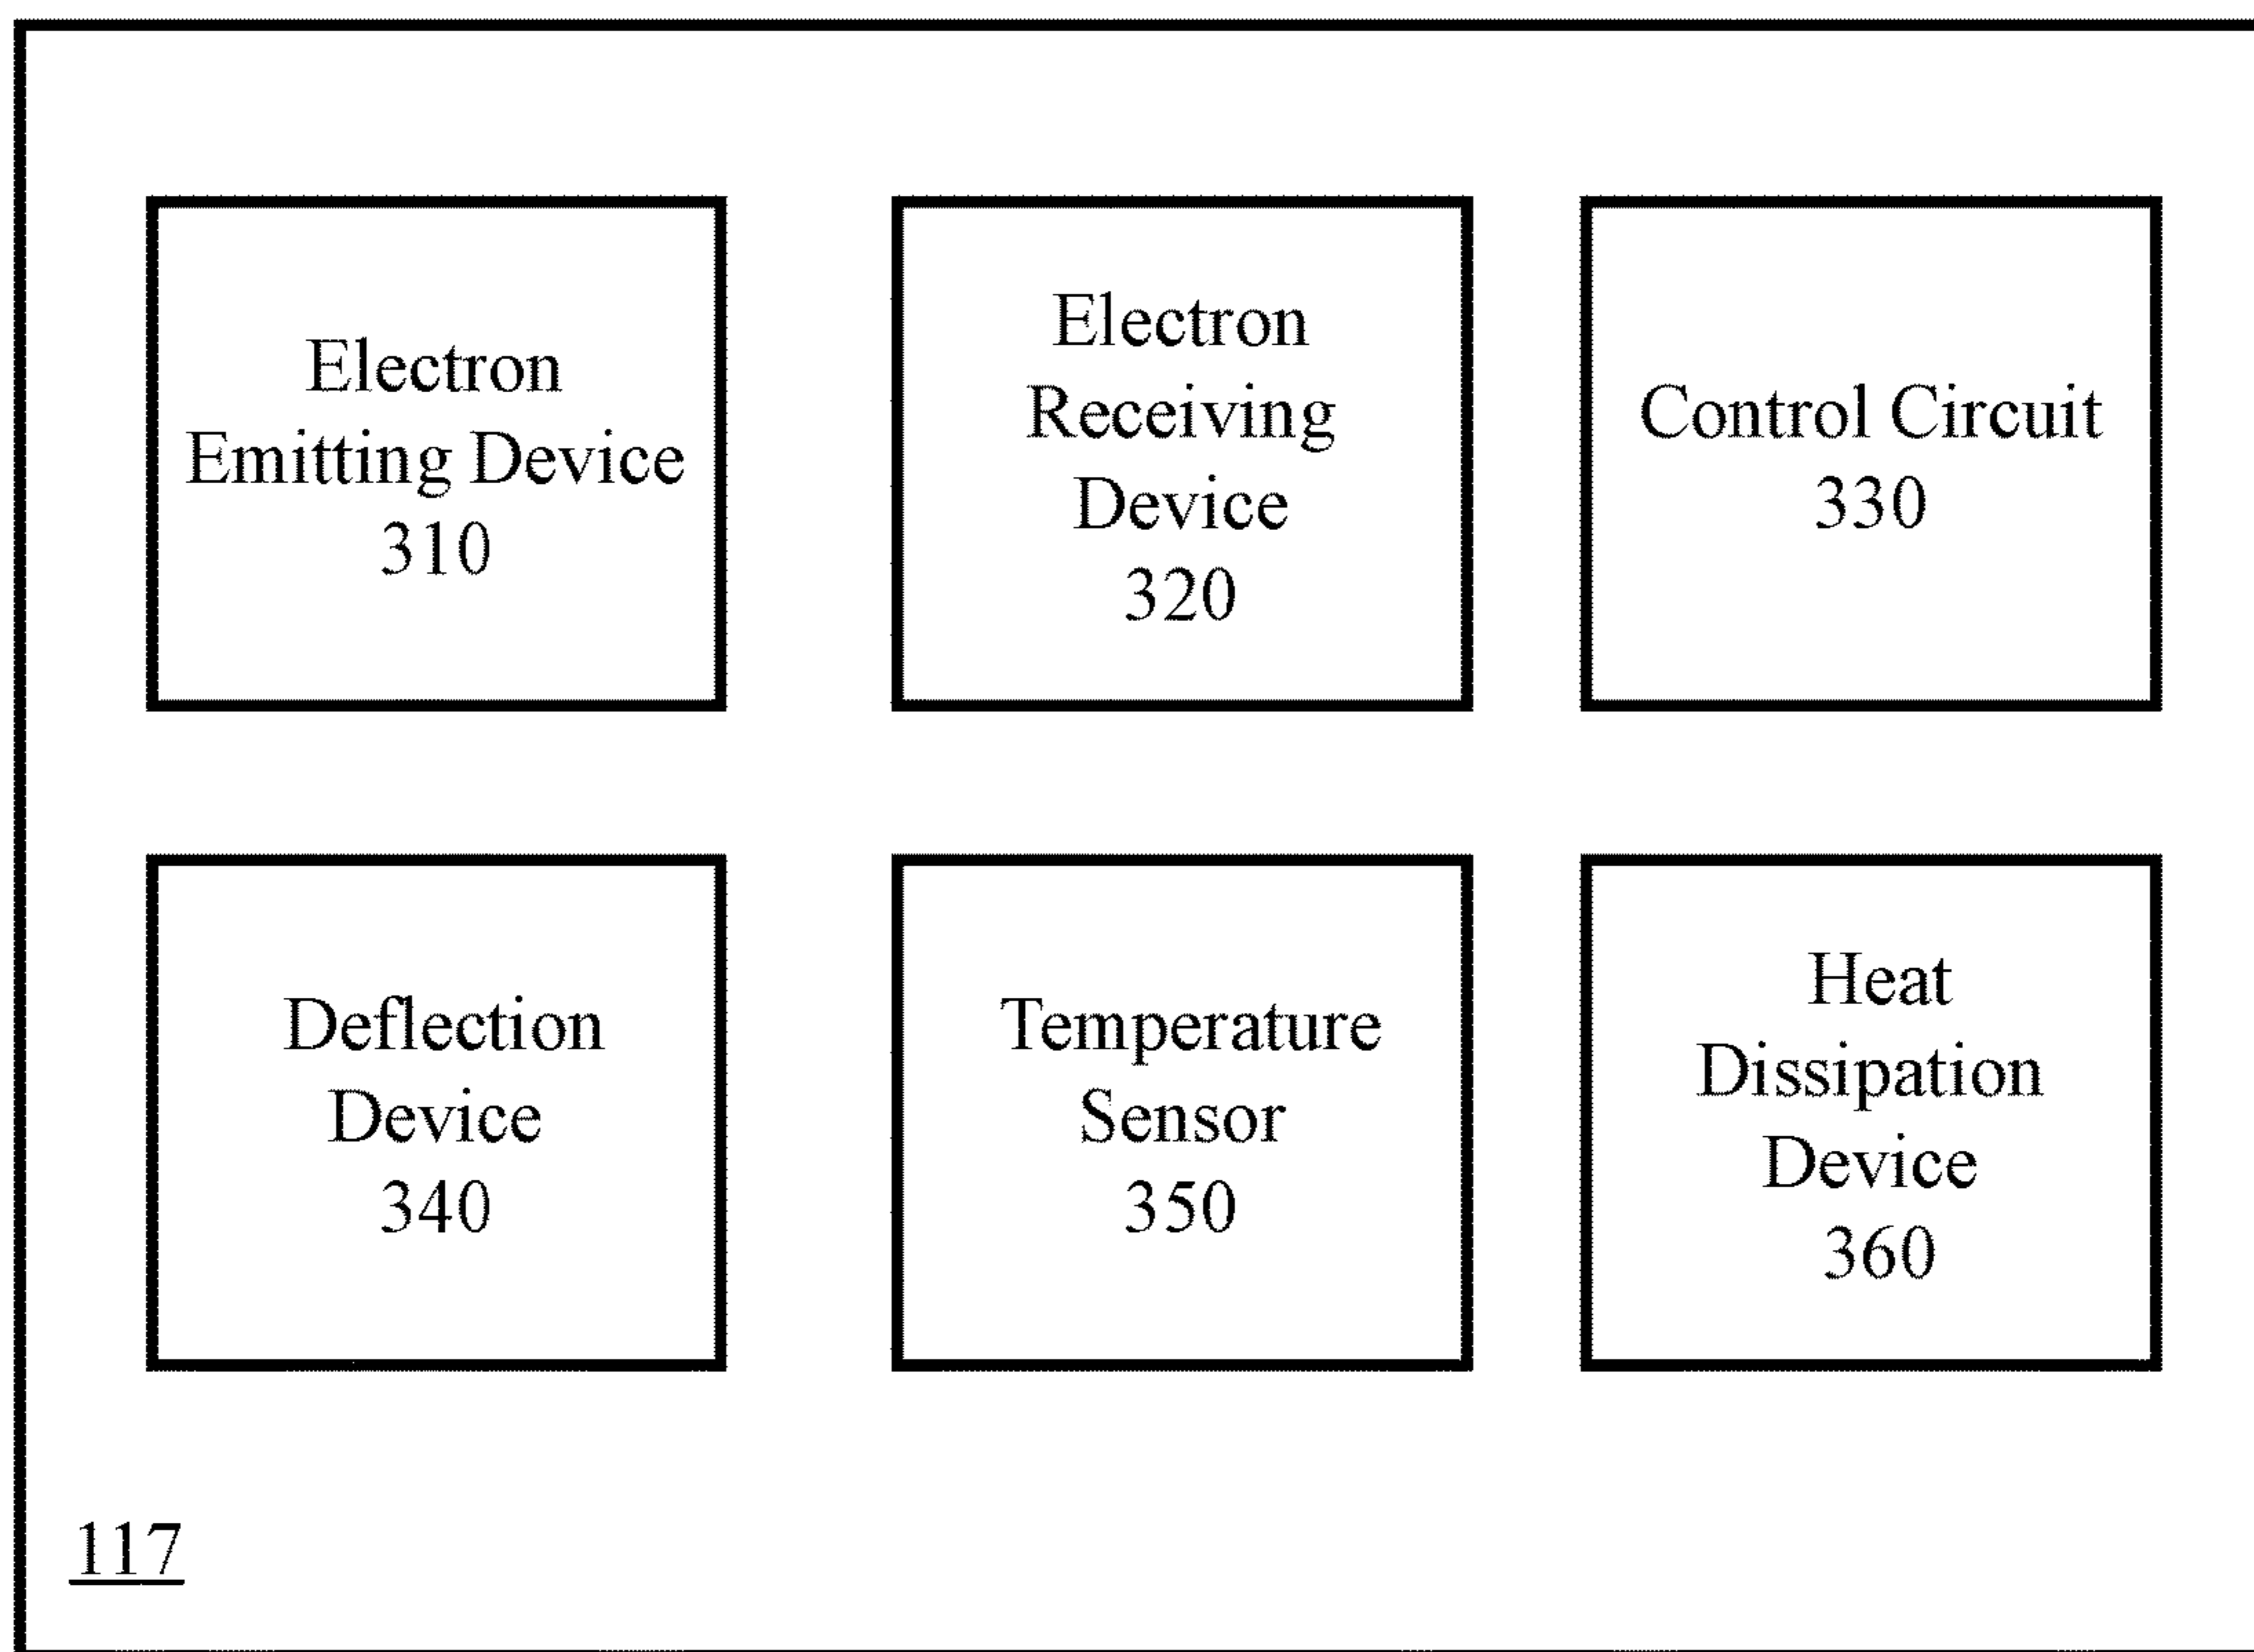 Electron
Emitting Device
310
Electron
Receiving
Device
320
Control Circuit
330
Deflection
Device
340
Temperature
Sensor
350
Heat
Dissipation
Device
360
117